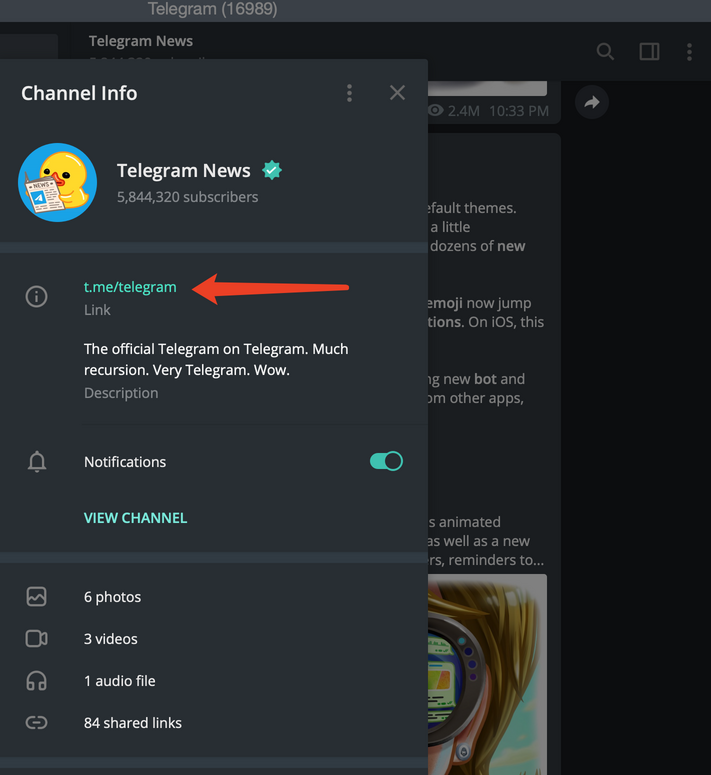 Telegram (16989)
Telegram News
Channel Info
2.4M 10:33 PM
NEWS
Telegram News
5,844,320 subscribers
efault themes.
a little
dozens of new
t.me/telegram
Link
emoji now jump
tions. On iOS, this
The official Telegram on Telegram. Much
recursion. Very Telegram. Wow.
Description
ng new bot and
om other apps,
Notifications
VIEW CHANNEL
s animated
as well as a new
rs, reminders to...
6 photos
3 videos
1 audio file
84 shared links